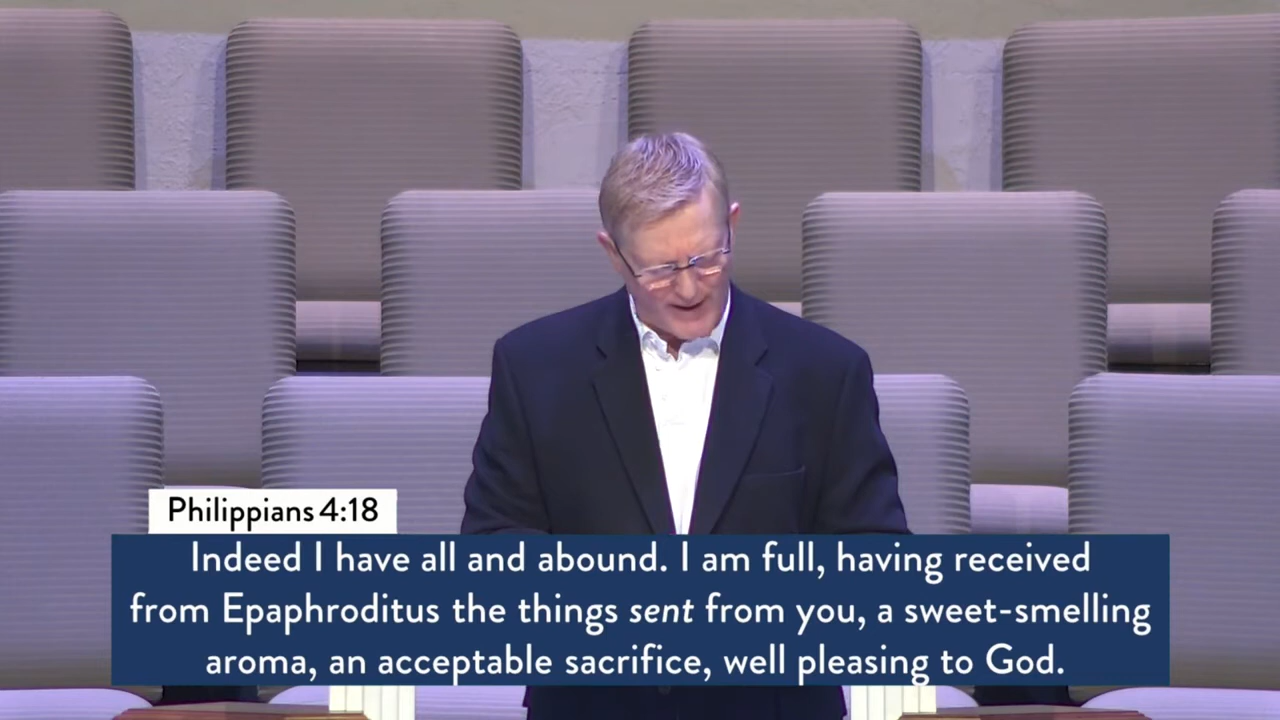 Philippians 4:18
Indeed I have all and abound. I am full, having received
from Epaphroditus the things sent from you, a sweet-smelling
aroma, an acceptable sacrifice, well pleasing to God.